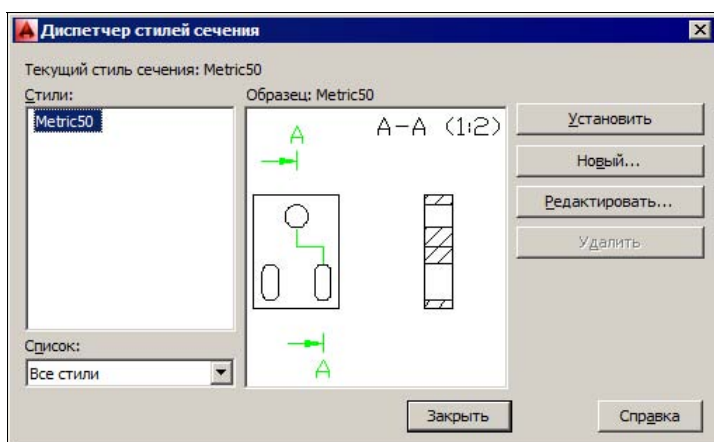 Диспетчер стилей сечения
Текущий стиль сечения: Metric50
Стили:
Metric50
Образец: Metric50
A
A-A (1:2)
A
Установить
Новый...
Редактировать...
Удалить
Список:
Все стили
Закрыть
Справка